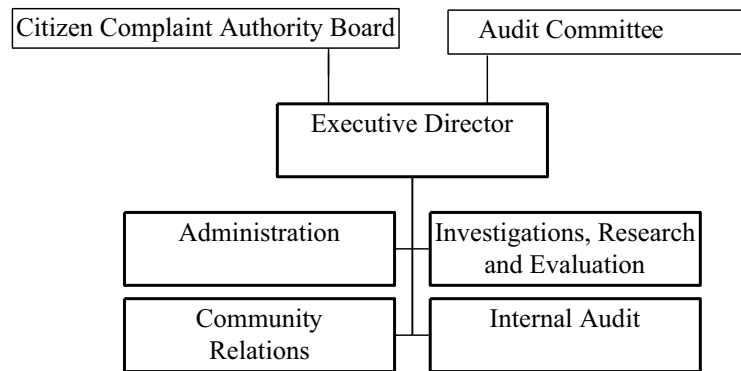 Citizen Complaint Authority Board
Audit Committee
Executive Director
Administration
Investigations, Research
and Evaluation
Community
Relations
Internal Audit